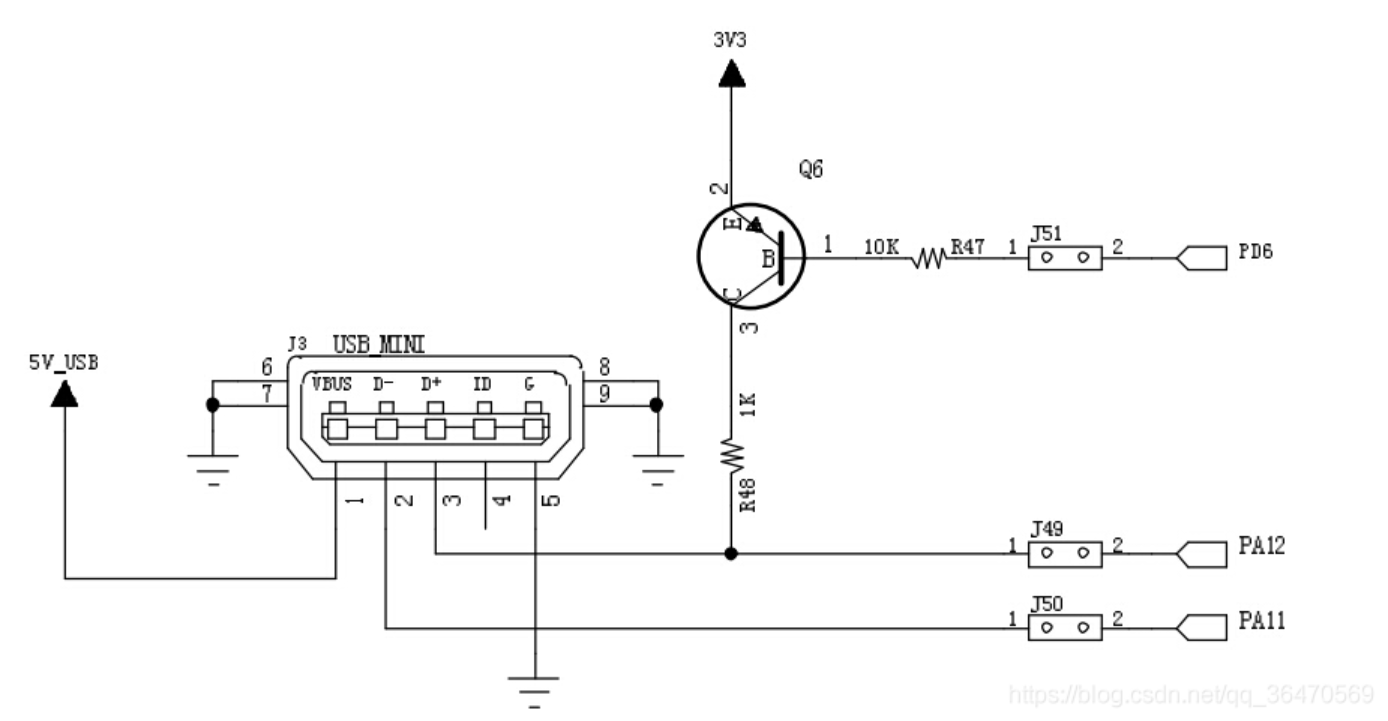 3V3
Q6
2
E
B
C
1
10K
R47
1
J51
2
PD6
3
1K
R48
J3
USB_MINI
5V_USB
6
7
8
9
VBUS
D-
D+
ID
G
1
2
3
4
5
1
J49
2
PA12
1
J50
2
PA11
https://blog.csdn.net/qq_36470569